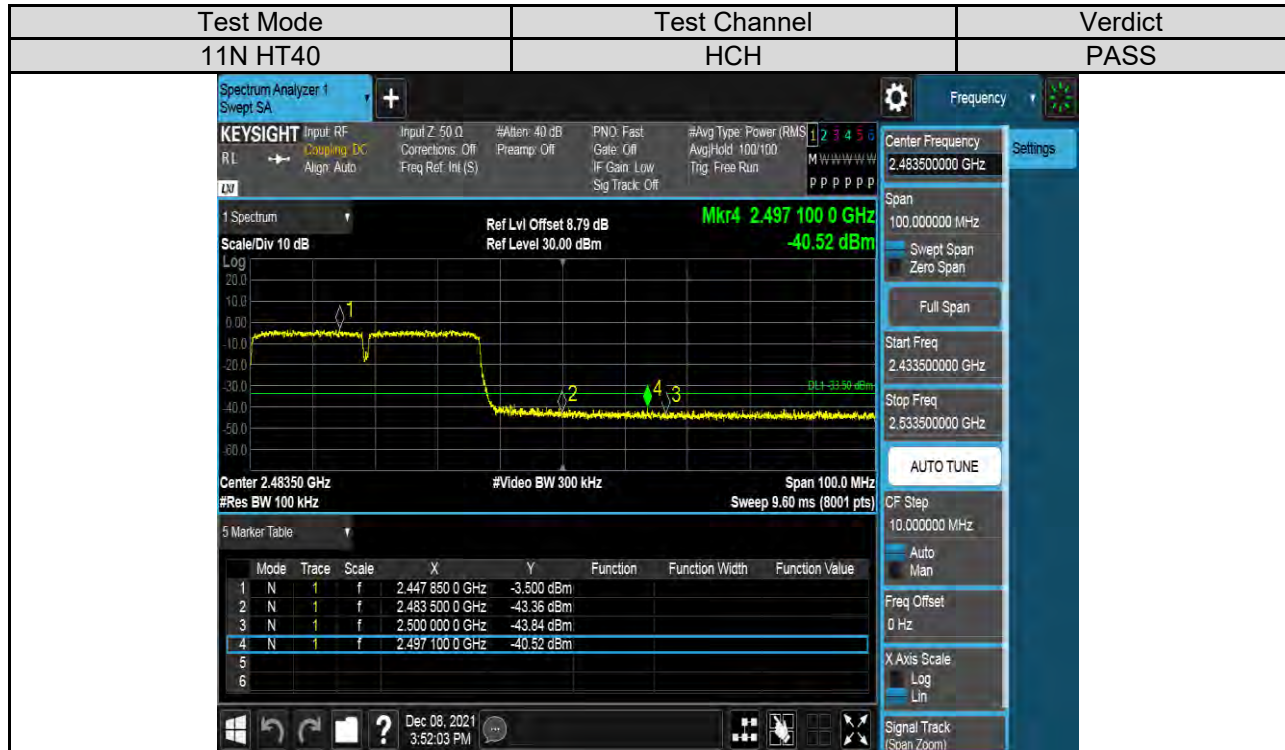 Test Mode Test Channel Verdict
11N HT40 HCH PASS
Spectrum Analyzer 1
Swept SA
+
Frequency
KEYSIGHT
RL
LXI
Input: RF
Coupling: DC
Align: Auto
Input Z: 50 Ω
Corrections: Off
Freq Ref: Int (S)
#Atten: 40 dB
Preamp: Off
PNO: Fast
Gate: Off
IF Gain: Low
Sig Track: Off
#Avg Type: Power (RMS
Avg|Hold: 100/100
Trig: Free Run
1 2 3 4 5 6
M W W W W W
P P P P P P
1 Spectrum
Scale/Div 10 dB
Ref Lvl Offset 8.79 dB
Ref Level 30.00 dBm
Mkr4 2.497 100 0 GHz
-40.52 dBm
Log
20.0
10.0
0.00
-10.0
-20.0
-30.0
-40.0
-50.0
-60.0
1
2
4
3
DL1 -33.50 dBm
Center 2.48350 GHz #Video BW 300 kHz Span 100.0 MHz
#Res BW 100 kHz Sweep 9.60 ms (8001 pts)
5 Marker Table
Mode Trace Scale X Y Function Function Width Function Value
1 N 1 f 2.447 850 0 GHz -3.500 dBm
2 N 1 f 2.483 500 0 GHz -43.36 dBm
3 N 1 f 2.500 000 0 GHz -43.84 dBm
4 N 1 f 2.497 100 0 GHz -40.52 dBm
5
6
?
Dec 08, 2021
3:52:03 PM
Center Frequency
2.483500000 GHz
Settings
Span
100.000000 MHz
Swept Span
Zero Span
Full Span
Start Freq
2.433500000 GHz
Stop Freq
2.533500000 GHz
AUTO TUNE
CF Step
10.000000 MHz
Auto
Man
Freq Offset
0 Hz
X Axis Scale
Log
Lin
Signal Track
(Span Zoom)